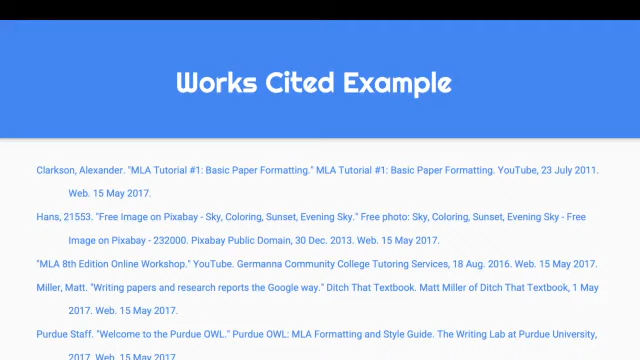 Works Cited Example
Clarkson, Alexander. "MLA Tutorial #1: Basic Paper Formatting." MLA Tutorial #1: Basic Paper Formatting. YouTube, 23 July 2011.
Web. 15 May 2017.
Hans, 21553. "Free Image on Pixabay - Sky, Coloring, Sunset, Evening Sky." Free photo: Sky, Coloring, Sunset, Evening Sky - Free
Image on Pixabay - 232000. Pixabay Public Domain, 30 Dec. 2013. Web. 15 May 2017.
"MLA 8th Edition Online Workshop." YouTube. Germanna Community College Tutoring Services, 18 Aug. 2016. Web. 15 May 2017.
Miller, Matt. "Writing papers and research reports the Google way." Ditch That Textbook. Matt Miller of Ditch That Textbook, 1 May
2017. Web. 15 May 2017.
Purdue Staff. "Welcome to the Purdue OWL." Purdue OWL: MLA Formatting and Style Guide. The Writing Lab at Purdue University,
2017. Web. 15 May 2017.